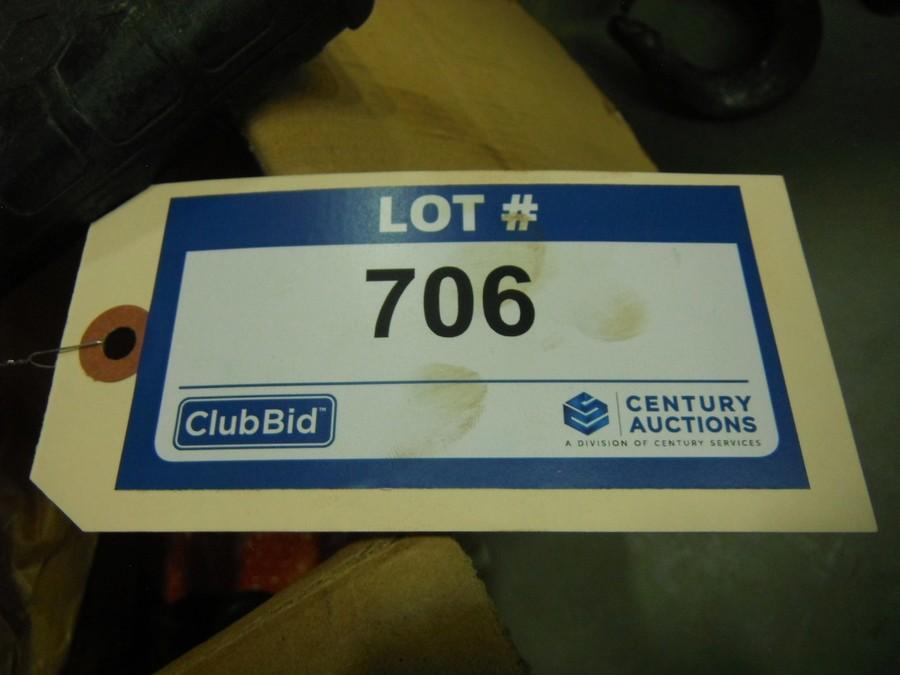 LOT #
706
ClubBid™
CENTURY
AUCTIONS
A DIVISION OF CENTURY SERVICES